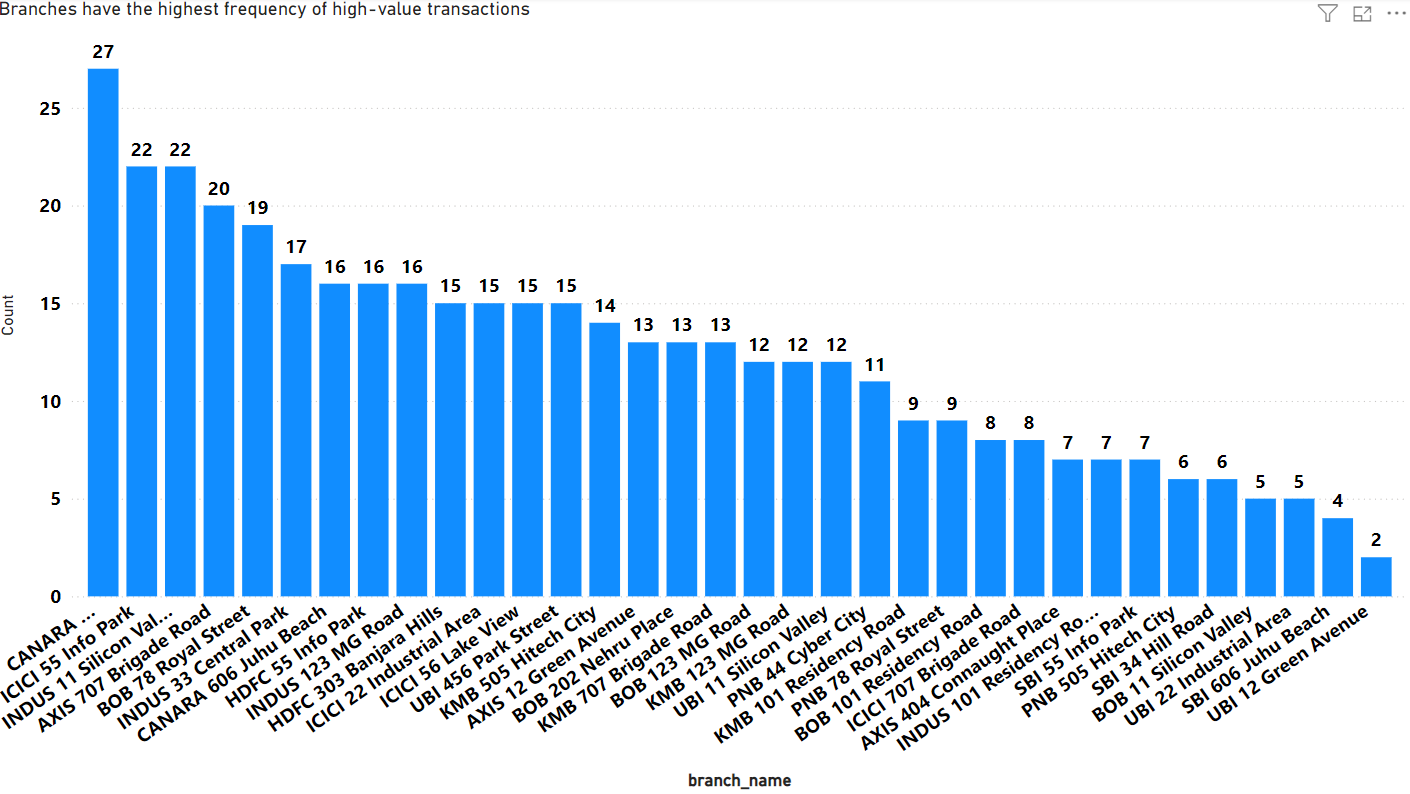 Branches have the highest frequency of high-value transactions
27
22
22
20
19
17
16
16
16
15
15
15
15
14
13
13
13
12
12
12
11
9
9
8
8
7
7
7
6
6
5
5
4
2
25
20
15
10
5
0
Count
CANARA ...
ICICI 55 Info Park
INDUS 11 Silicon Val...
AXIS 707 Brigade Road
BOB 78 Royal Street
INDUS 33 Central Park
CANARA 606 Juhu Beach
HDFC 55 Info Park
INDUS 123 MG Road
HDFC 303 Banjara Hills
ICICI 22 Industrial Area
ICICI 56 Lake View
UBI 456 Park Street
KMB 505 Hitech City
AXIS 12 Green Avenue
BOB 202 Nehru Place
KMB 707 Brigade Road
BOB 123 MG Road
KMB 123 MG Road
UBI 11 Silicon Valley
PNB 44 Cyber City
KMB 101 Residency Road
PNB 78 Royal Street
BOB 101 Residency Road
ICICI 707 Brigade Road
AXIS 404 Connaught Place
INDUS 101 Residency Ro...
SBI 55 Info Park
PNB 505 Hitech City
SBI 34 Hill Road
BOB 11 Silicon Valley
UBI 22 Industrial Area
SBI 606 Juhu Beach
UBI 12 Green Avenue
branch_name